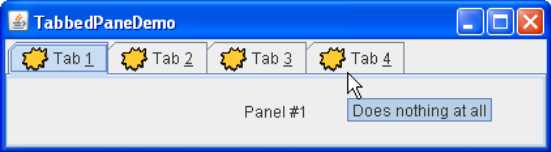 TabbedPaneDemo
Tab 1 Tab 2 Tab 3 Tab 4
Panel #1 Does nothing at all